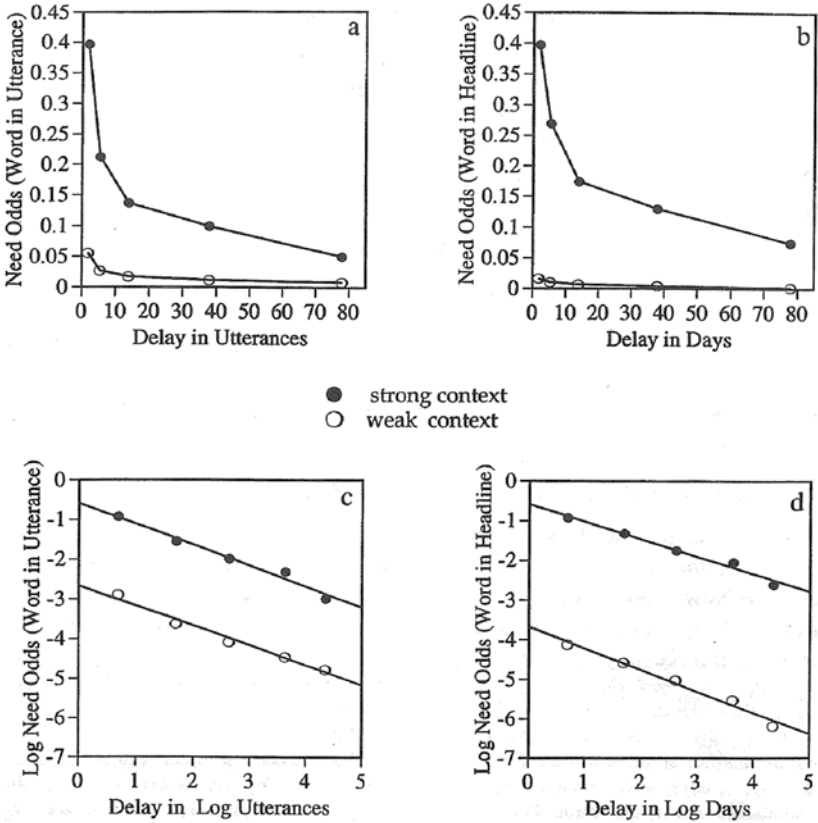 a
Need Odds (Word in Utterance)
0.45
0.4
0.35
0.3
0.25
0.2
0.15
0.1
0.05
0
0 10 20 30 40 50 60 70 80
Delay in Utterances
b
Need Odds (Word in Headline)
0.45
0.4
0.35
0.3
0.25
0.2
0.15
0.1
0.05
0
0 10 20 30 40 50 60 70 80
Delay in Days
strong context
weak context
c
Log Need Odds (Word in Utterance)
0
-1
-2
-3
-4
-5
-6
-7
0 1 2 3 4 5
Delay in Log Utterances
d
Log Need Odds (Word in Headline)
0
-1
-2
-3
-4
-5
-6
-7
0 1 2 3 4 5
Delay in Log Days